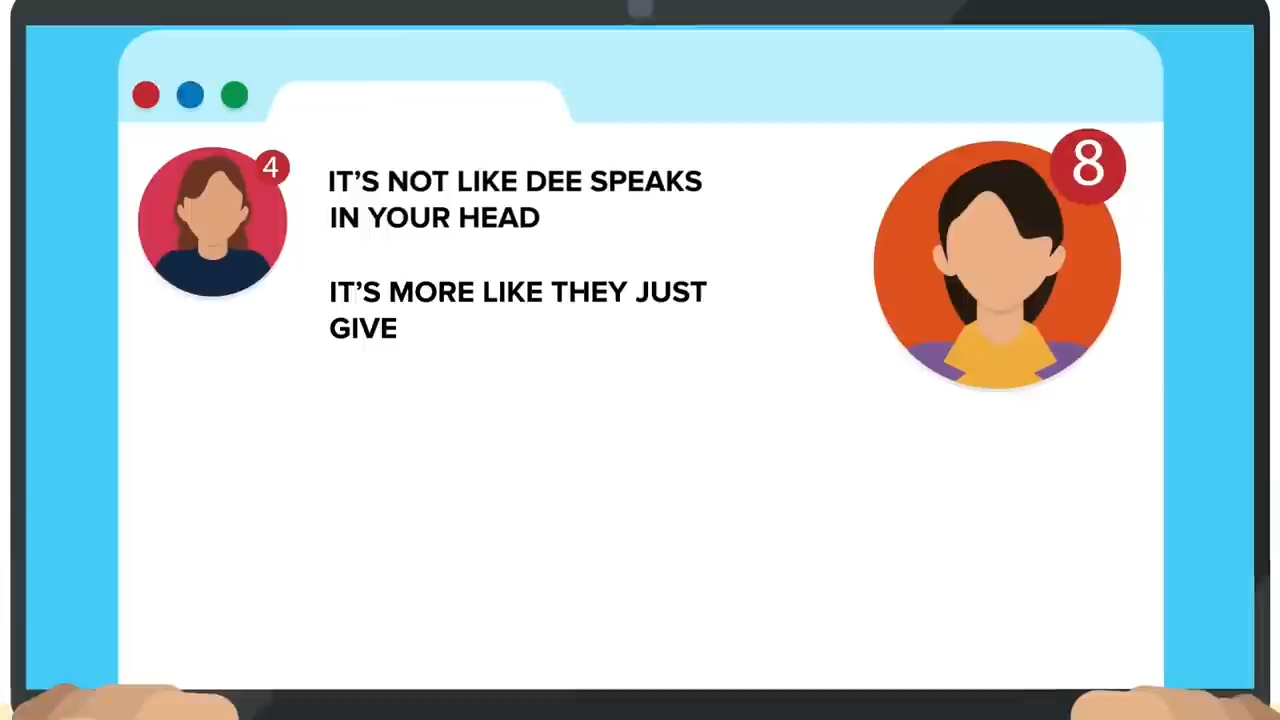 4
8
IT’S NOT LIKE DEE SPEAKS
IN YOUR HEAD
IT’S MORE LIKE THEY JUST
GIVE